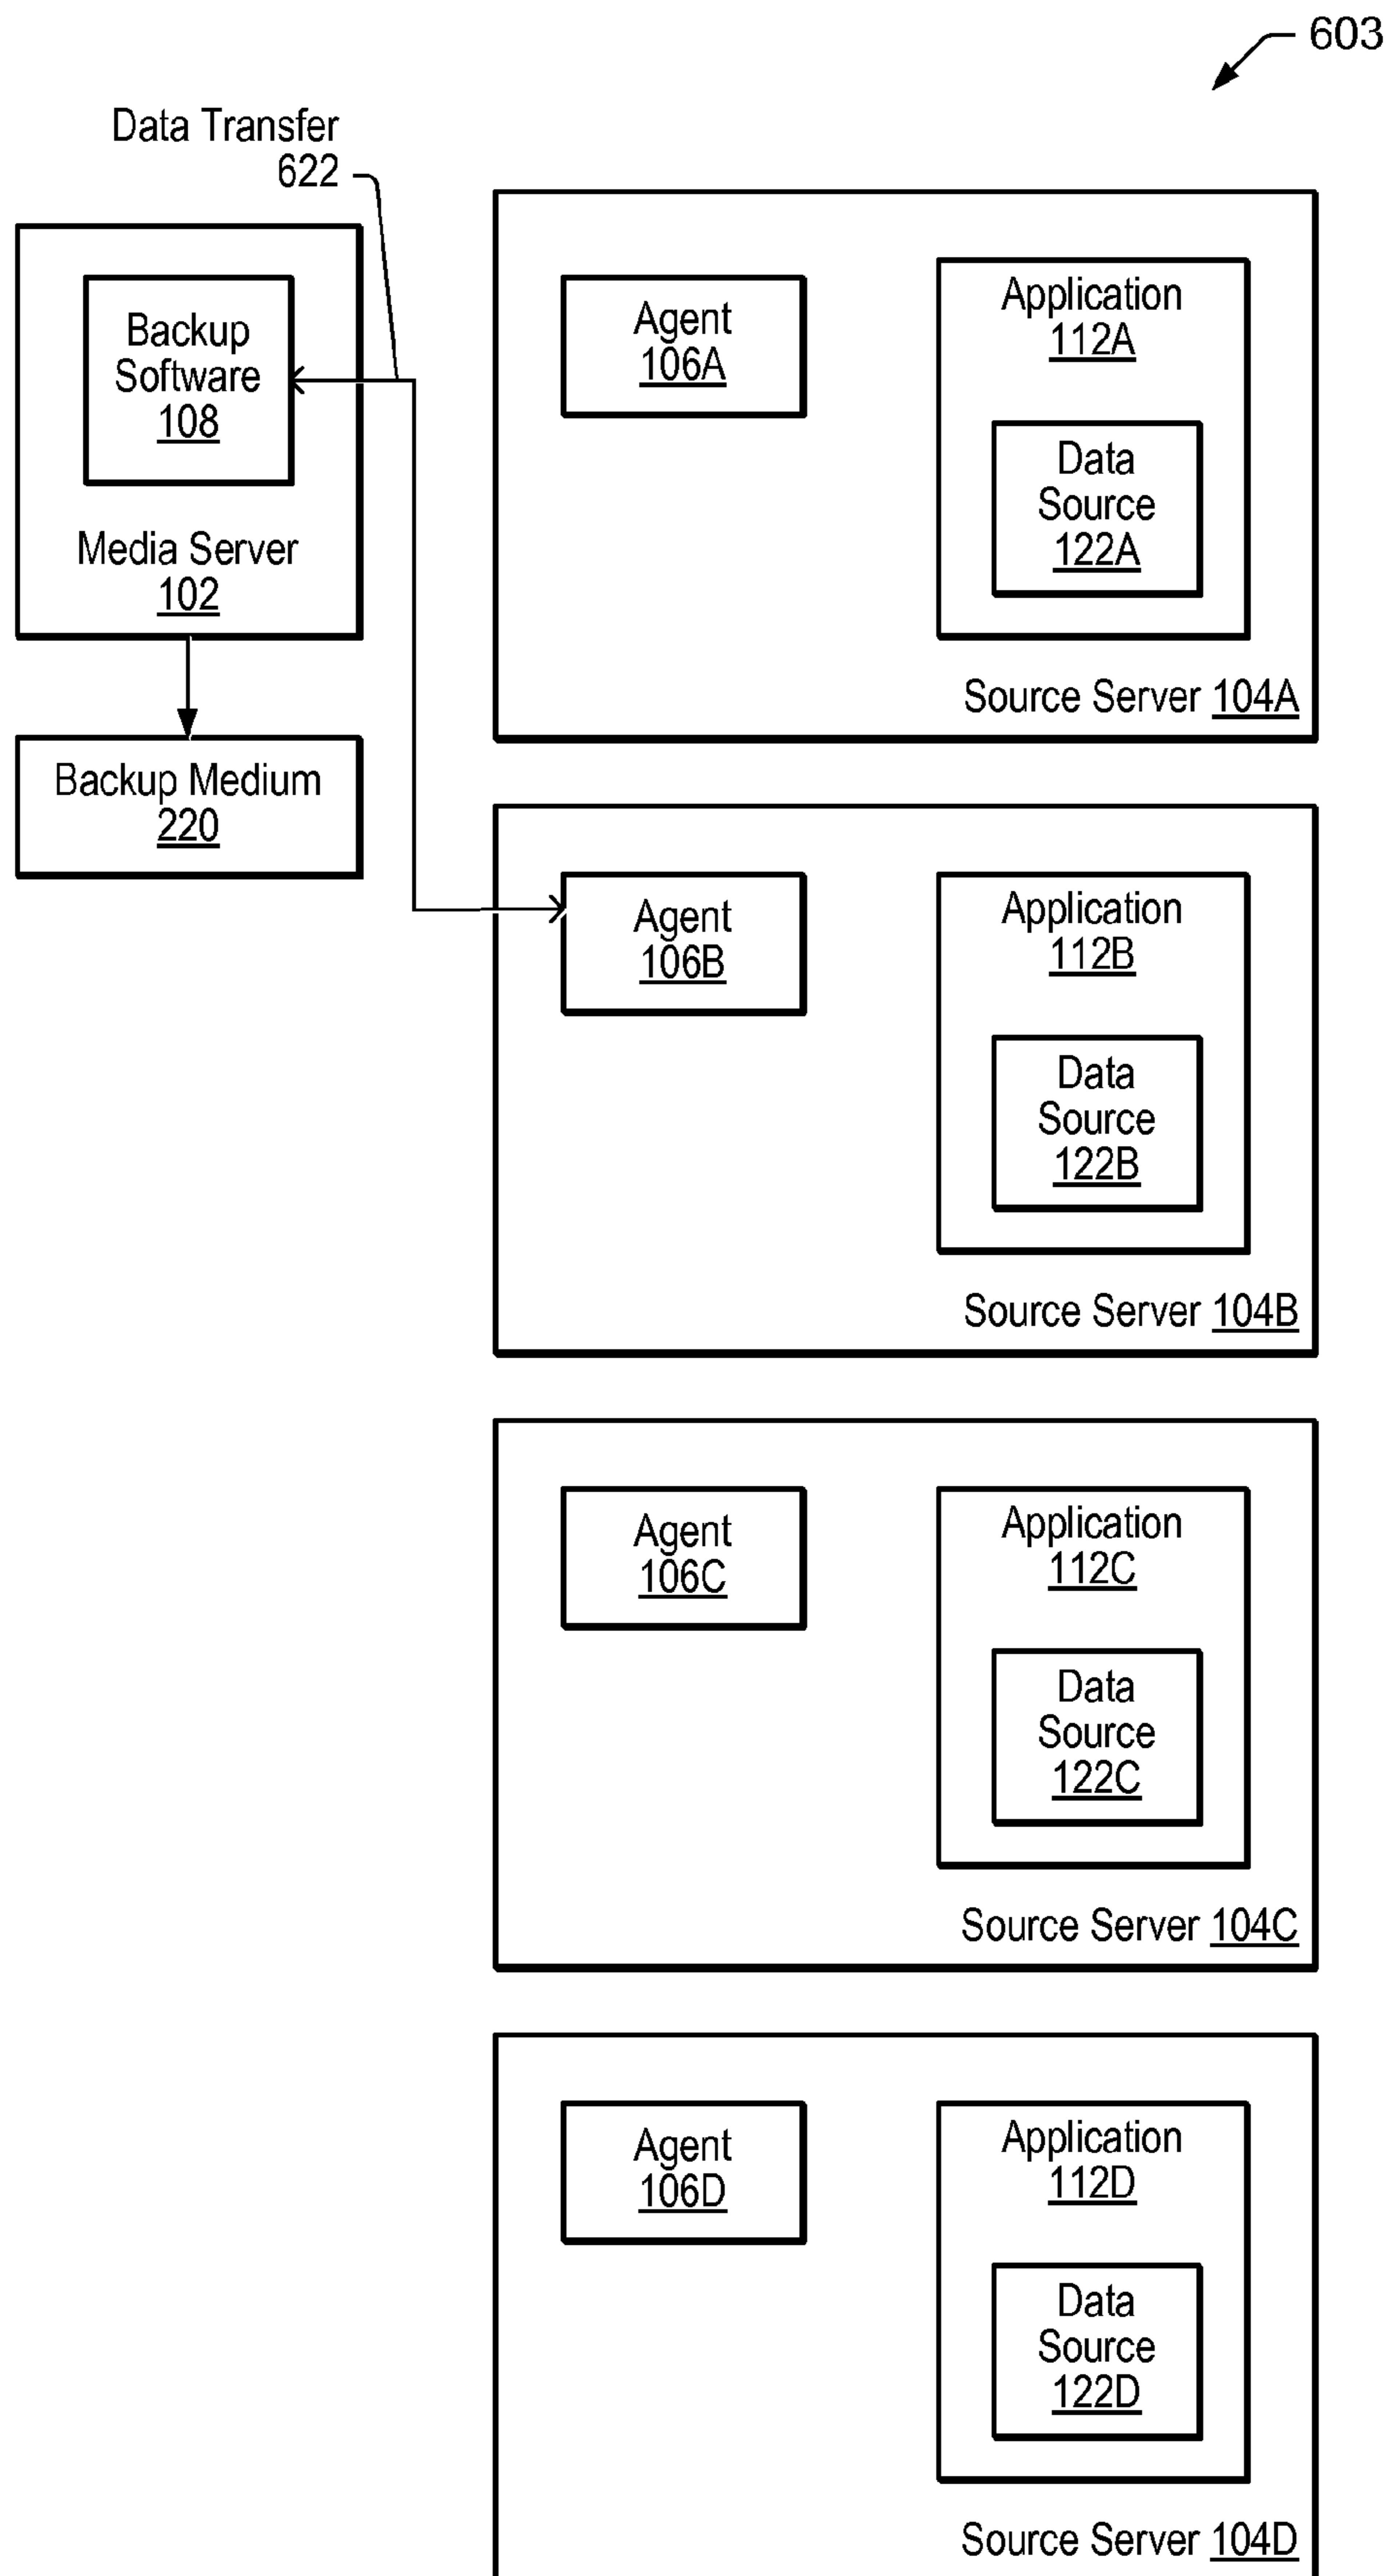 603
Data Transfer
622
Backup
Software
108
Media Server
102
Backup Medium
220
Agent
106A
Application
112A
Data
Source
122A
Source Server 104A
Agent
106B
Application
112B
Data
Source
122B
Source Server 104B
Agent
106C
Application
112C
Data
Source
122C
Source Server 104C
Agent
106D
Application
112D
Data
Source
122D
Source Server 104D